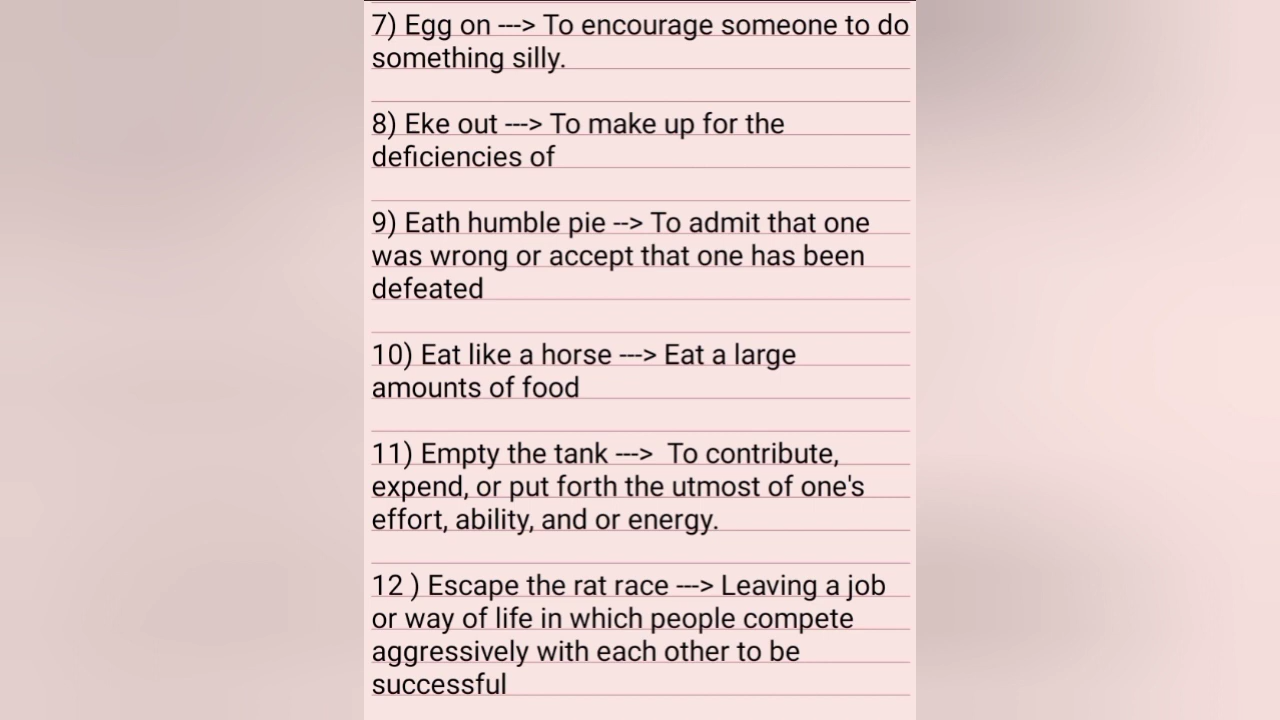 7) Egg on ---> To encourage someone to do
something silly.
8) Eke out ---> To make up for the
deficiencies of
9) Eath humble pie --> To admit that one
was wrong or accept that one has been
defeated
10) Eat like a horse ---> Eat a large
amounts of food
11) Empty the tank --->  To contribute,
expend, or put forth the utmost of one's
effort, ability, and or energy.
12 ) Escape the rat race ---> Leaving a job
or way of life in which people compete
aggressively with each other to be
successful